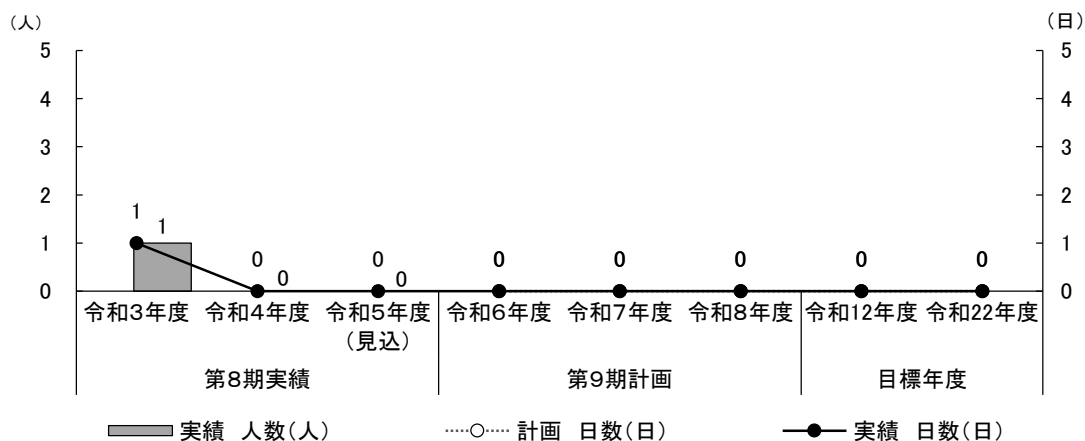 （人）
（日）
5 5
4 4
3 3
2 2
1 1
0 0
1 1
0 0 0 0 0 0 0
0 0
令和3年度 令和4年度 令和5年度 令和6年度 令和7年度 令和8年度 令和12年度 令和22年度
（見込）
第8期実績 第9期計画 目標年度
実績 人数（人） 計画 日数（日） 実績 日数（日）